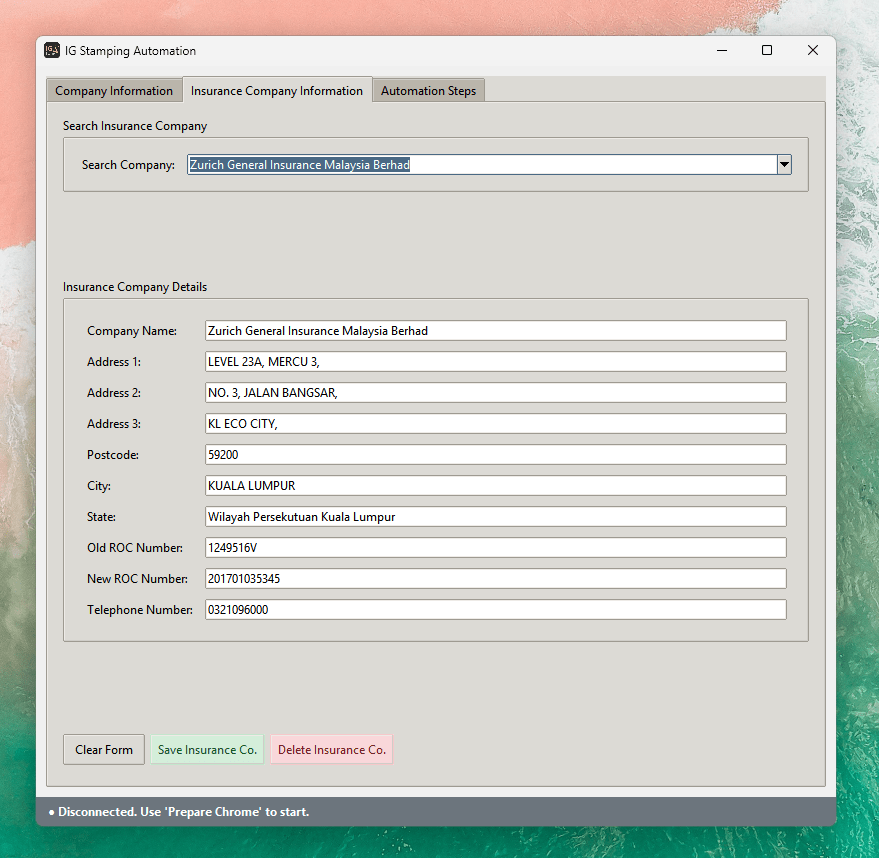 IG Stamping Automation
Company Information Insurance Company Information Automation Steps
Search Insurance Company
Search Company: Zurich General Insurance Malaysia Berhad
Insurance Company Details
Company Name: Zurich General Insurance Malaysia Berhad
Address 1: LEVEL 23A, MERCU 3,
Address 2: NO. 3, JALAN BANGSAR,
Address 3: KL ECO CITY,
Postcode: 59200
City: KUALA LUMPUR
State: Wilayah Persekutuan Kuala Lumpur
Old ROC Number: 1249516V
New ROC Number: 201701035345
Telephone Number: 0321096000
Clear Form Save Insurance Co. Delete Insurance Co.
● Disconnected. Use 'Prepare Chrome' to start.